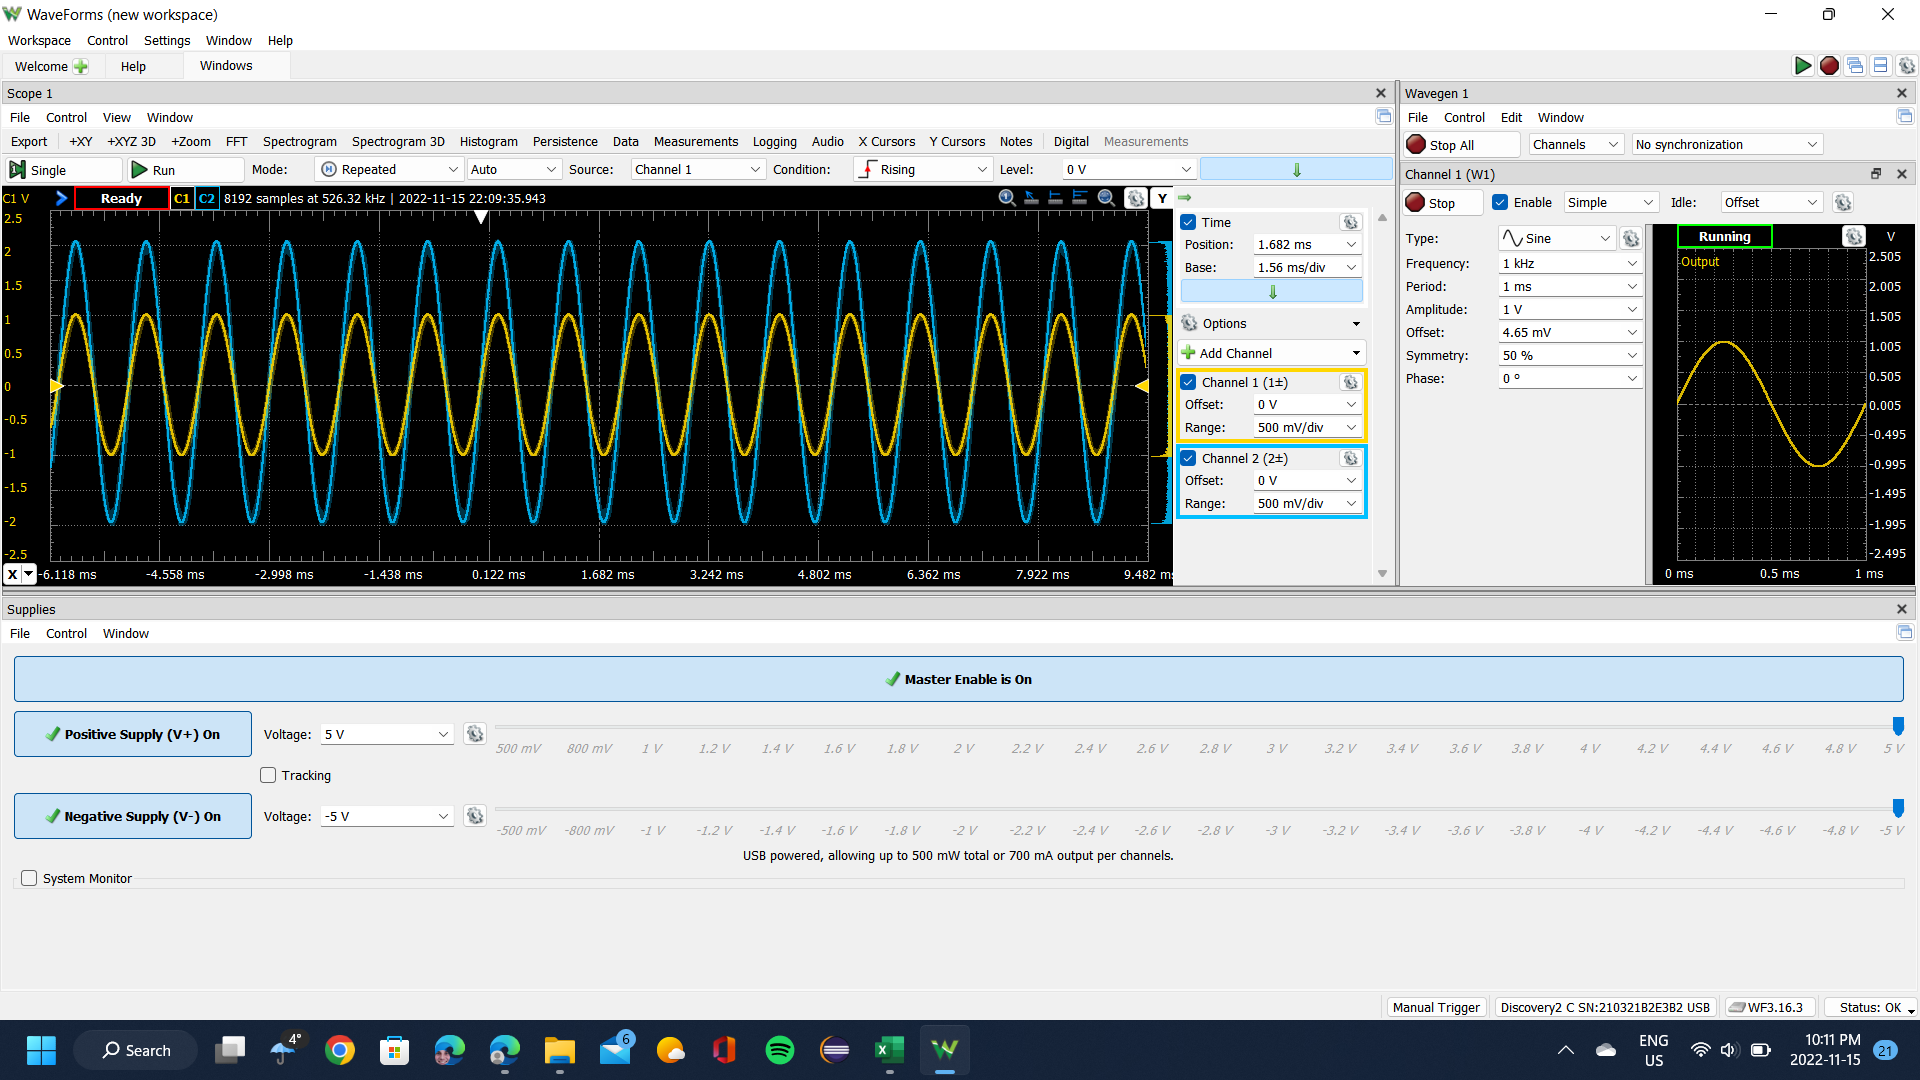 WaveForms (new workspace)
Workspace Control Settings Window Help
Welcome Help Windows
Scope 1
File Control View Window
Export +XY +XYZ 3D +Zoom FFT Spectrogram Spectrogram 3D Histogram Persistence Data Measurements Logging Audio X Cursors Y Cursors Notes Digital Measurements
Single Run Mode: Repeated Auto Source: Channel 1 Condition: Rising Level: 0 V
C1 V Ready C1 C2 8192 samples at 526.32 kHz | 2022-11-15 22:09:35.943 Y
2.5
2
1.5
1
0.5
0
-0.5
-1
-1.5
-2
-2.5
X -6.118 ms -4.558 ms -2.998 ms -1.438 ms 0.122 ms 1.682 ms 3.242 ms 4.802 ms 6.362 ms 7.922 ms 9.482 ms
Time
Position: 1.682 ms
Base: 1.56 ms/div
Options
Add Channel
Channel 1 (1±)
Offset: 0 V
Range: 500 mV/div
Channel 2 (2±)
Offset: 0 V
Range: 500 mV/div
Wavegen 1
File Control Edit Window
Stop All Channels No synchronization
Channel 1 (W1)
Stop Enable Simple Idle: Offset
Type: Sine
Frequency: 1 kHz
Period: 1 ms
Amplitude: 1 V
Offset: 4.65 mV
Symmetry: 50 %
Phase: 0 º
Running V
Output
2.505
2.005
1.505
1.005
0.505
0.005
-0.495
-0.995
-1.495
-1.995
-2.495
0 ms 0.5 ms 1 ms
Supplies
File Control Window
Master Enable is On
Positive Supply (V+) On Voltage: 5 V
500 mV 800 mV 1 V 1.2 V 1.4 V 1.6 V 1.8 V 2 V 2.2 V 2.4 V 2.6 V 2.8 V 3 V 3.2 V 3.4 V 3.6 V 3.8 V 4 V 4.2 V 4.4 V 4.6 V 4.8 V 5 V
Tracking
Negative Supply (V-) On Voltage: -5 V
-500 mV -800 mV -1 V -1.2 V -1.4 V -1.6 V -1.8 V -2 V -2.2 V -2.4 V -2.6 V -2.8 V -3 V -3.2 V -3.4 V -3.6 V -3.8 V -4 V -4.2 V -4.4 V -4.6 V -4.8 V -5 V
USB powered, allowing up to 500 mW total or 700 mA output per channels.
System Monitor
Manual Trigger Discovery2 C SN:210321B2E3B2 USB WF3.16.3 Status: OK
Search 4° 6 ENG 10:11 PM
US 2022-11-15 21